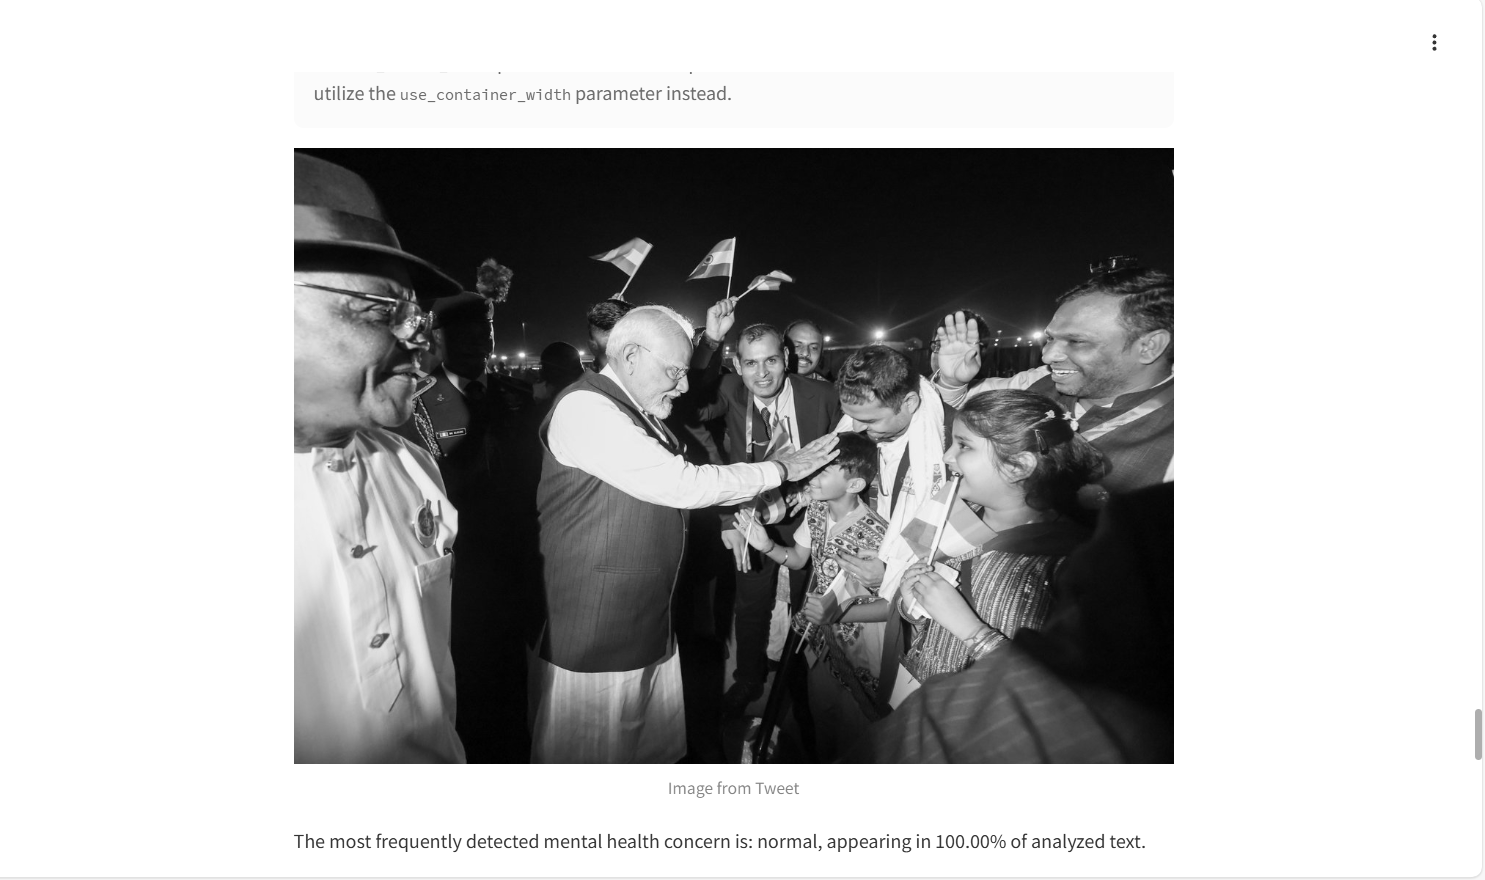 utilize the use_container_width parameter instead.
Image from Tweet
The most frequently detected mental health concern is: normal, appearing in 100.00% of analyzed text.